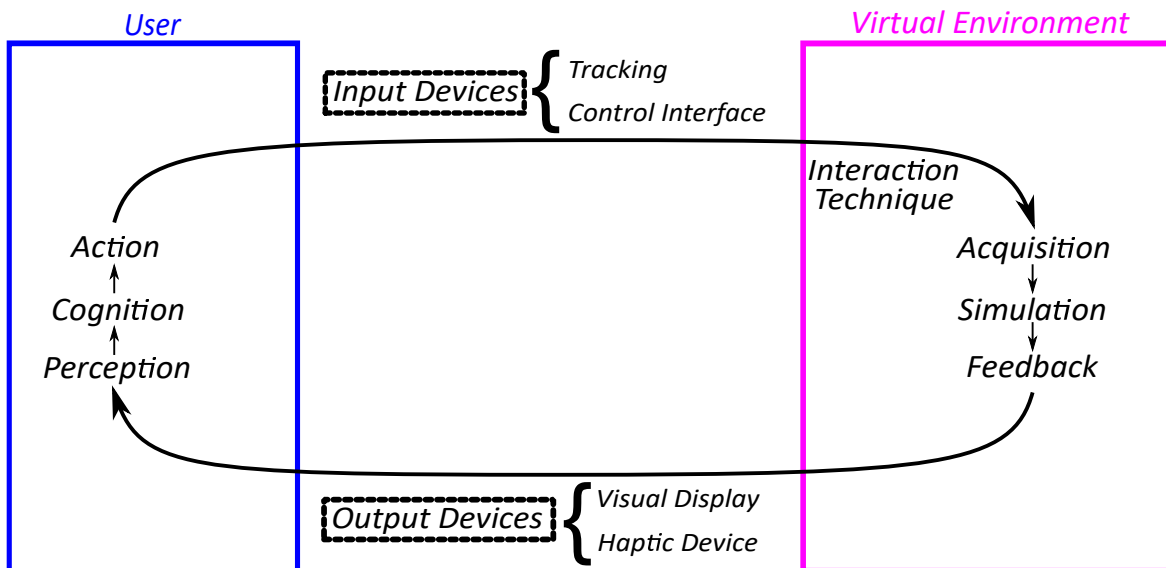 User
Virtual Environment
Input Devices
Tracking
Control Interface
Interaction
Technique
Action
Cognition
Perception
Acquisition
Simulation
Feedback
Output Devices
Visual Display
Haptic Device